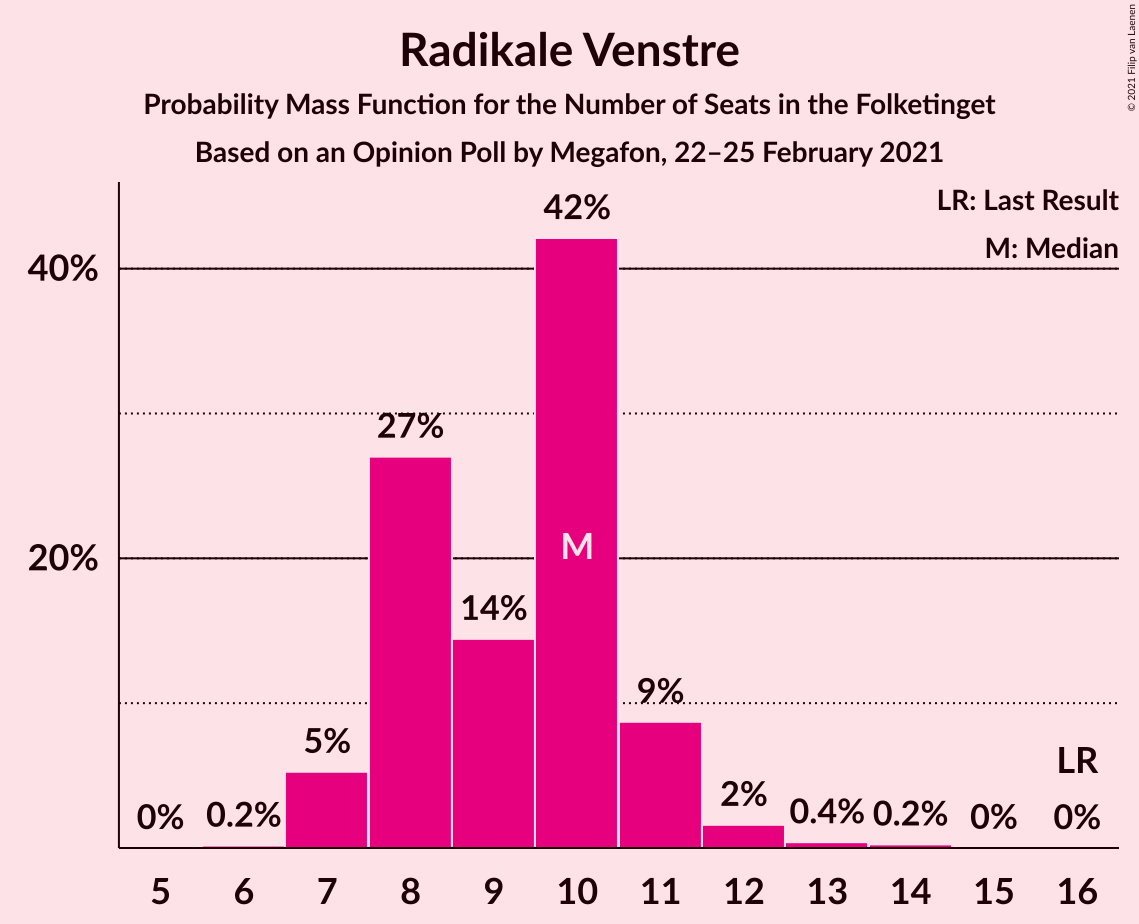 Radikale Venstre
Probability Mass Function for the Number of Seats in the Folketinget
Based on an Opinion Poll by Megafon, 22–25 February 2021
© 2021 Filip van Laenen
LR: Last Result
M: Median
42%
40%
27%
M
20%
14%
9%
LR
5%
2%
0% 0.2% 0.4% 0.2% 0% 0%
5 6 7 8 9 10 11 12 13 14 15 16